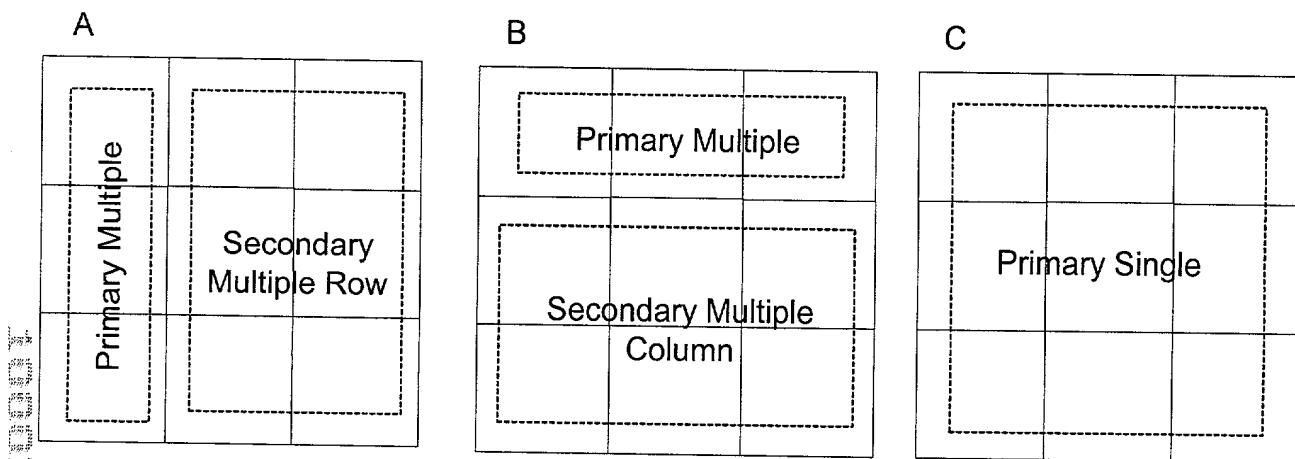 A
Primary Multiple
Secondary
Multiple Row
B
Primary Multiple
Secondary Multiple
Column
C
Primary Single